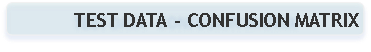 TEST DATA - CONFUSION MATRIX